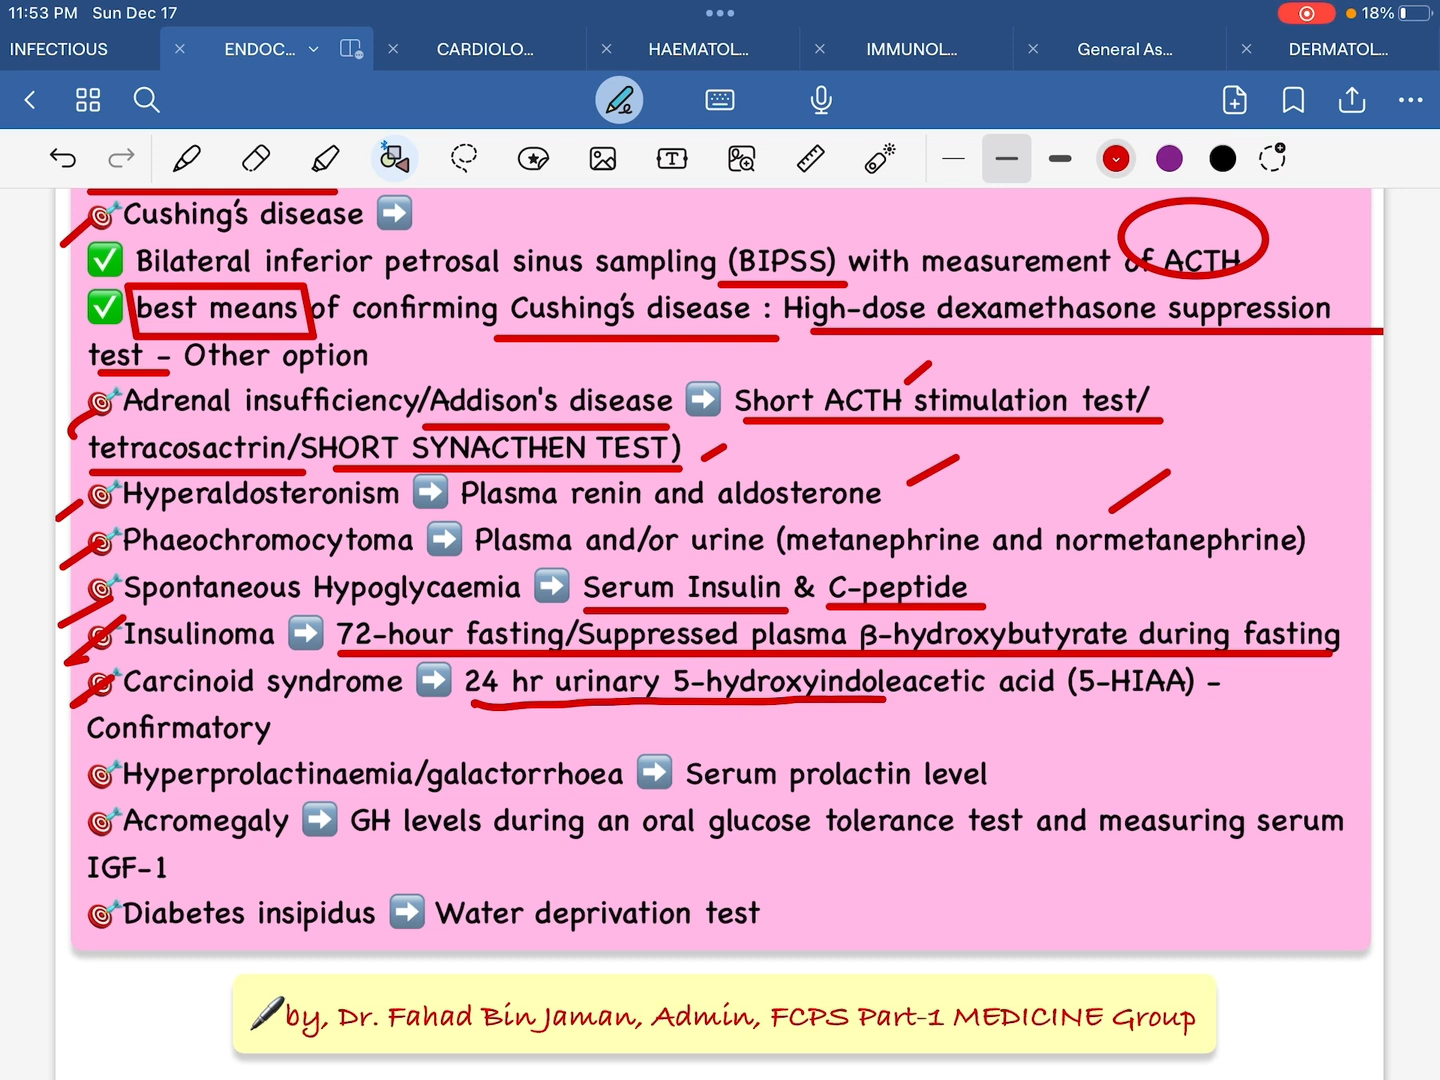 11:53 PM Sun Dec 17
18%
INFECTIOUS
ENDOC...
CARDIOLO...
HAEMATOL...
IMMUNOL...
General As...
DERMATOL...
Cushing's disease
Bilateral inferior petrosal sinus sampling (BIPSS) with measurement of ACTH
best means of confirming Cushing's disease : High-dose dexamethasone suppression
test - Other option
Adrenal insufficiency/Addison's disease Short ACTH stimulation test/
tetracosactrin/SHORT SYNACTHEN TEST)
Hyperaldosteronism Plasma renin and aldosterone
Phaeochromocytoma Plasma and/or urine (metanephrine and normetanephrine)
Spontaneous Hypoglycaemia Serum Insulin & C-peptide
Insulinoma 72-hour fasting/Suppressed plasma β-hydroxybutyrate during fasting
Carcinoid syndrome 24 hr urinary 5-hydroxyindoleacetic acid (5-HIAA) -
Confirmatory
Hyperprolactinaemia/galactorrhoea Serum prolactin level
Acromegaly GH levels during an oral glucose tolerance test and measuring serum
IGF-1
Diabetes insipidus Water deprivation test
by, Dr. Fahad Bin Jaman, Admin, FCPS Part-1 MEDICINE Group